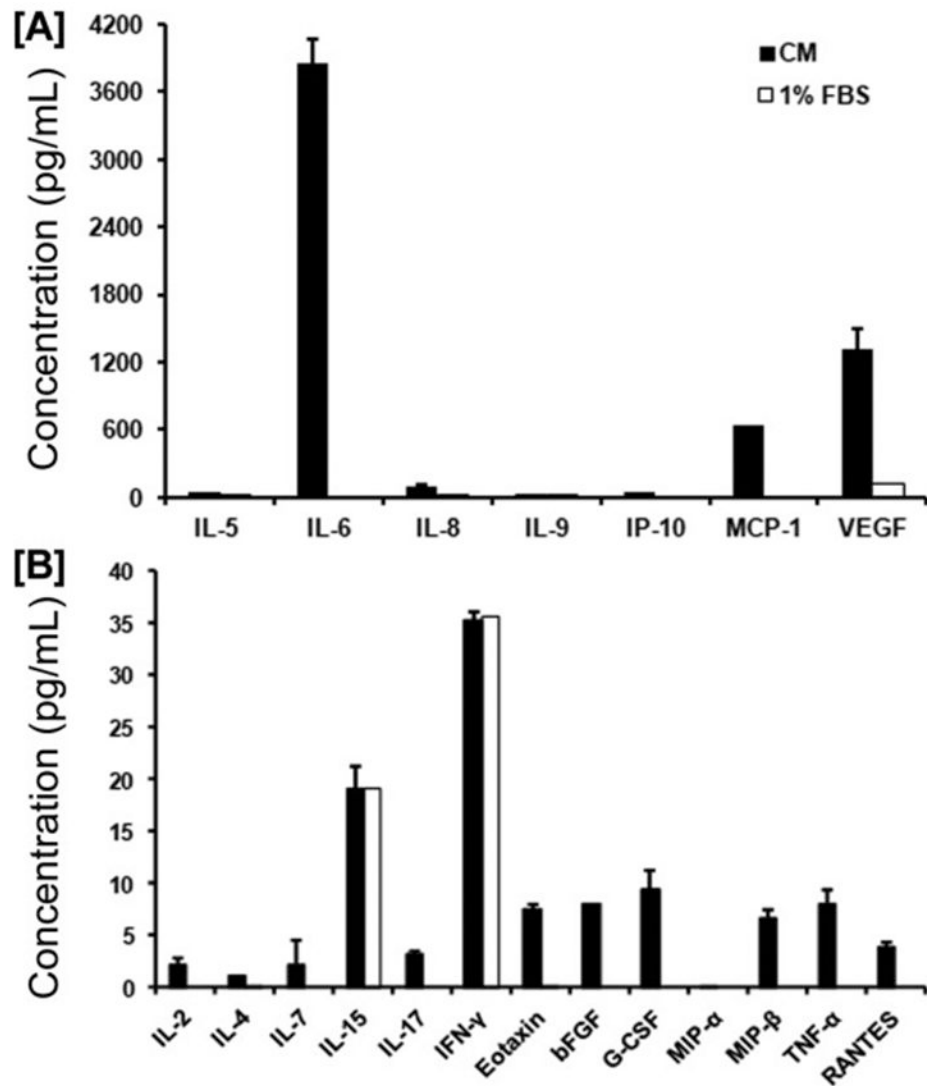 [A]
Concentration (pg/mL)
4200
3600
3000
2400
1800
1200
600
0
CM
1% FBS
IL-5 IL-6 IL-8 IL-9 IP-10 MCP-1 VEGF
[B]
Concentration (pg/mL)
40
35
30
25
20
15
10
5
0
IL-2 IL-4 IL-7 IL-15 IL-17 IFN-γ Eotaxin bFGF G-CSF MIP-α MIP-β TNF-α RANTES